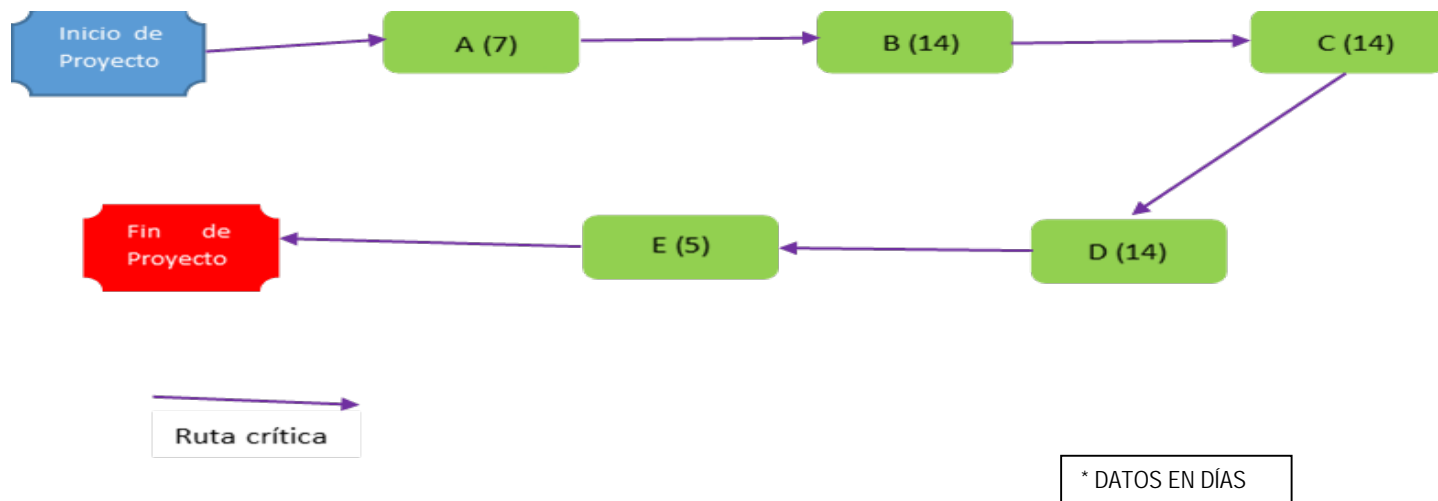 Inicio de
Proyecto
A (7)
B (14)
C (14)
Fin de
Proyecto
E (5)
D (14)
Ruta crítica
* DATOS EN DÍAS